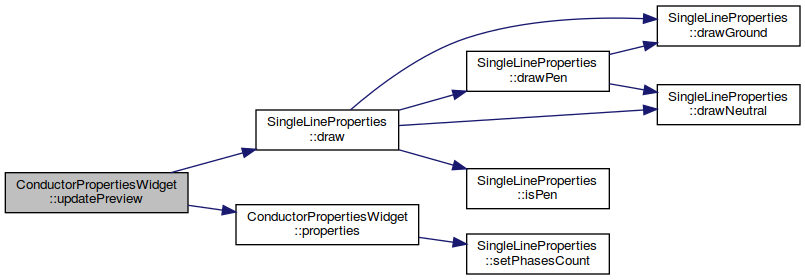 ConductorPropertiesWidget
::updatePreview
SingleLineProperties
::draw
SingleLineProperties
::drawGround
SingleLineProperties
::drawPen
SingleLineProperties
::drawNeutral
SingleLineProperties
::isPen
ConductorPropertiesWidget
::properties
SingleLineProperties
::setPhasesCount